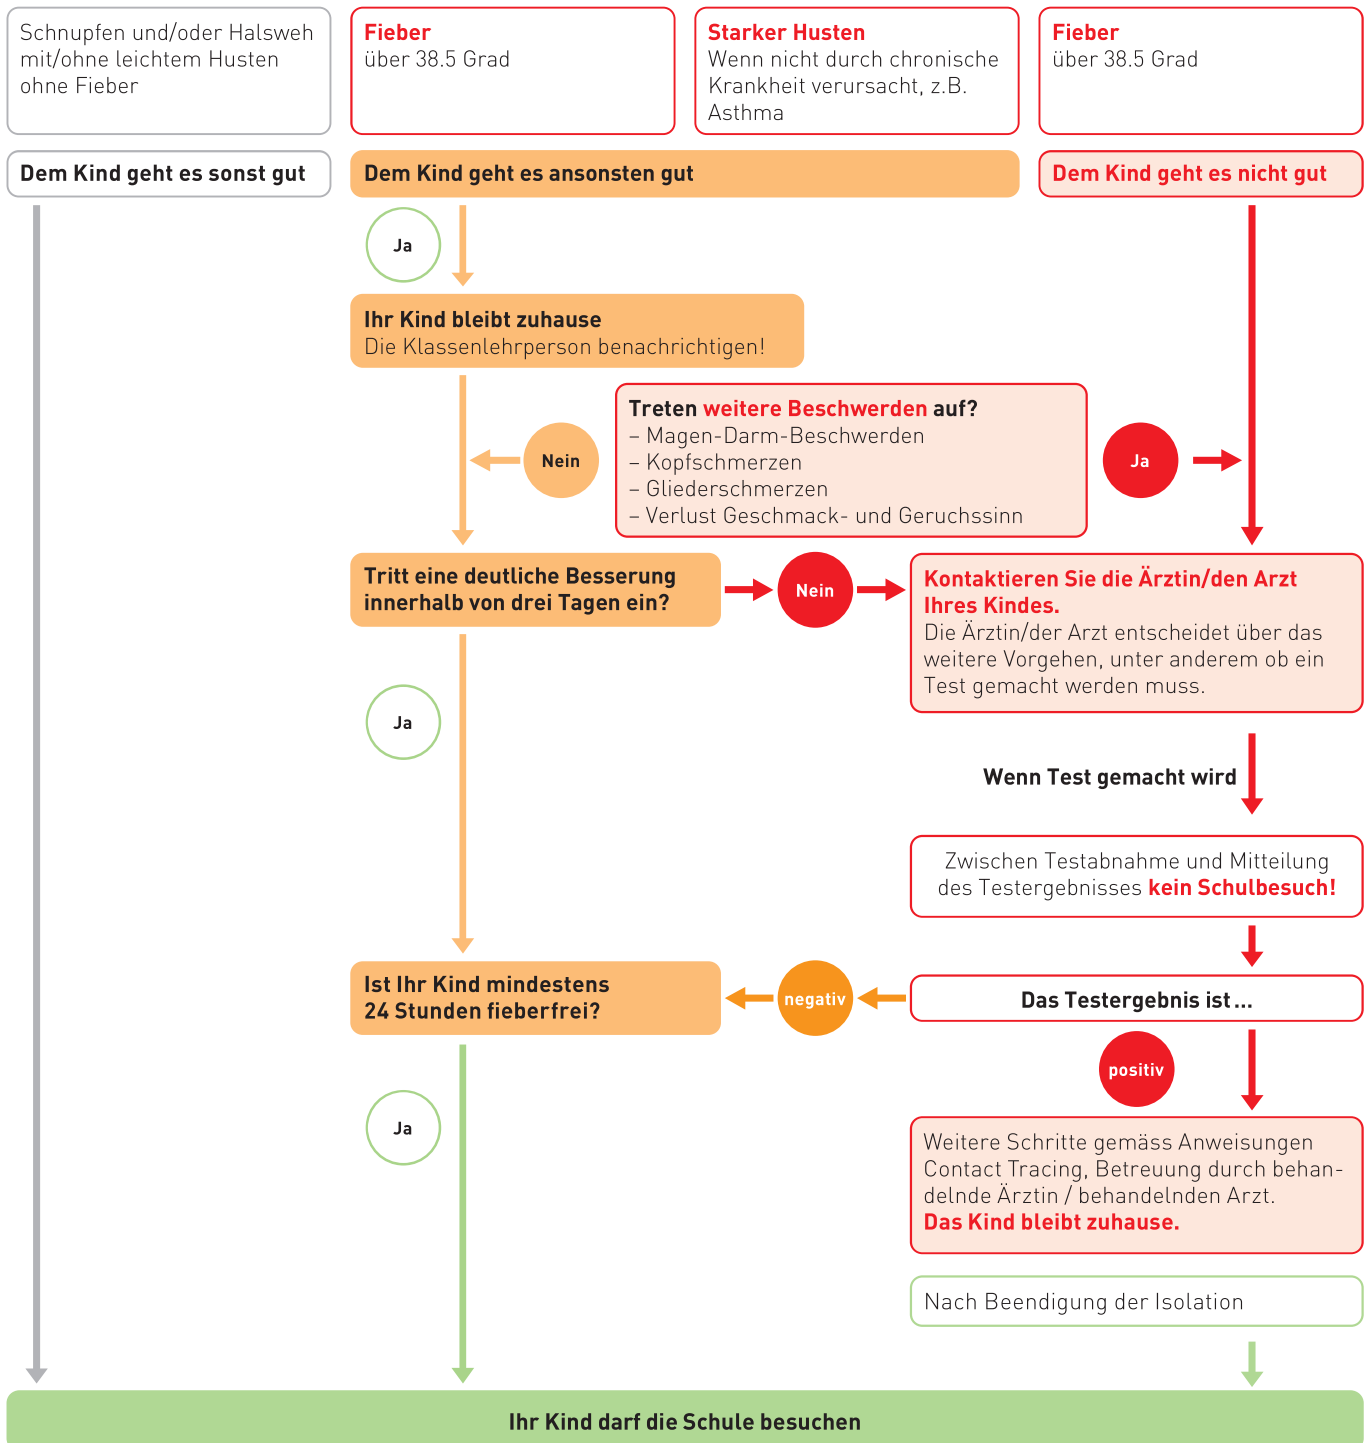 Schnupfen und/oder Halsweh
mit/ohne leichtem Husten
ohne Fieber
Fieber
über 38.5 Grad
Starker Husten
Wenn nicht durch chronische
Krankheit verursacht, z.B.
Asthma
Fieber
über 38.5 Grad
Dem Kind geht es sonst gut
Dem Kind geht es ansonsten gut
Dem Kind geht es nicht gut
Ja
Ihr Kind bleibt zuhause
Die Klassenlehrperson benachrichtigen!
Nein
Treten weitere Beschwerden auf?
– Magen-Darm-Beschwerden
– Kopfschmerzen
– Gliederschmerzen
– Verlust Geschmack- und Geruchssinn
Ja
Tritt eine deutliche Besserung
innerhalb von drei Tagen ein?
Nein
Kontaktieren Sie die Ärztin/den Arzt
Ihres Kindes.
Die Ärztin/der Arzt entscheidet über das
weitere Vorgehen, unter anderem ob ein
Test gemacht werden muss.
Ja
Wenn Test gemacht wird
Zwischen Testabnahme und Mitteilung
des Testergebnisses kein Schulbesuch!
Ist Ihr Kind mindestens
24 Stunden fieberfrei?
negativ
Das Testergebnis ist ...
positiv
Ja
Weitere Schritte gemäss Anweisungen
Contact Tracing, Betreuung durch behan-
delnde Ärztin / behandelnden Arzt.
Das Kind bleibt zuhause.
Nach Beendigung der Isolation
Ihr Kind darf die Schule besuchen